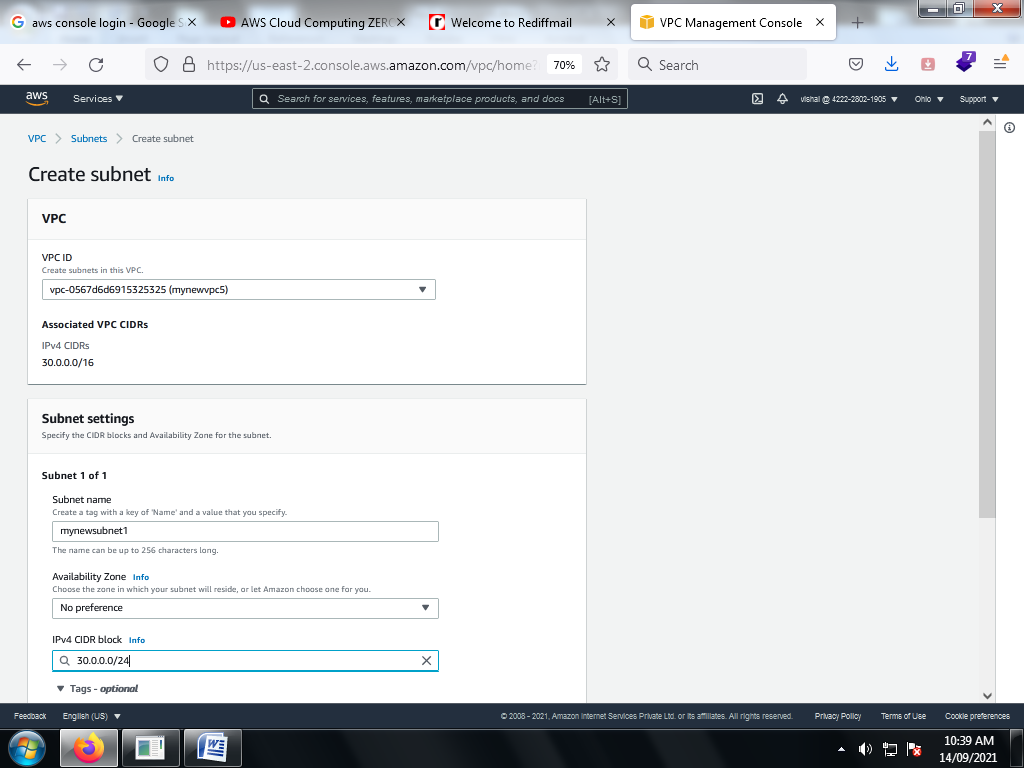 aws console login - Google S
AWS Cloud Computing ZERO
Welcome to Rediffmail
VPC Management Console
https://us-east-2.console.aws.amazon.com/vpc/home?
70%
Search
7
aws
Services
Search for services, features, marketplace products, and docs [Alt+S]
vishal @ 4222-2802-1905
Ohio
Support
VPC > Subnets > Create subnet
Create subnet Info
VPC
VPC ID
Create subnets in this VPC.
vpc-0567d6d6915325325 (mynewvpc5)
Associated VPC CIDRs
IPv4 CIDRs
30.0.0.0/16
Subnet settings
Specify the CIDR blocks and Availability Zone for the subnet.
Subnet 1 of 1
Subnet name
Create a tag with a key of 'Name' and a value that you specify.
mynewsubnet1
The name can be up to 256 characters long.
Availability Zone Info
Choose the zone in which your subnet will reside, or let Amazon choose one for you.
No preference
IPv4 CIDR block Info
30.0.0.0/24
Tags - optional
Feedback English (US) © 2008 - 2021, Amazon Internet Services Private Ltd. or its affiliates. All rights reserved. Privacy Policy Terms of Use Cookie preferences
10:39 AM
14/09/2021